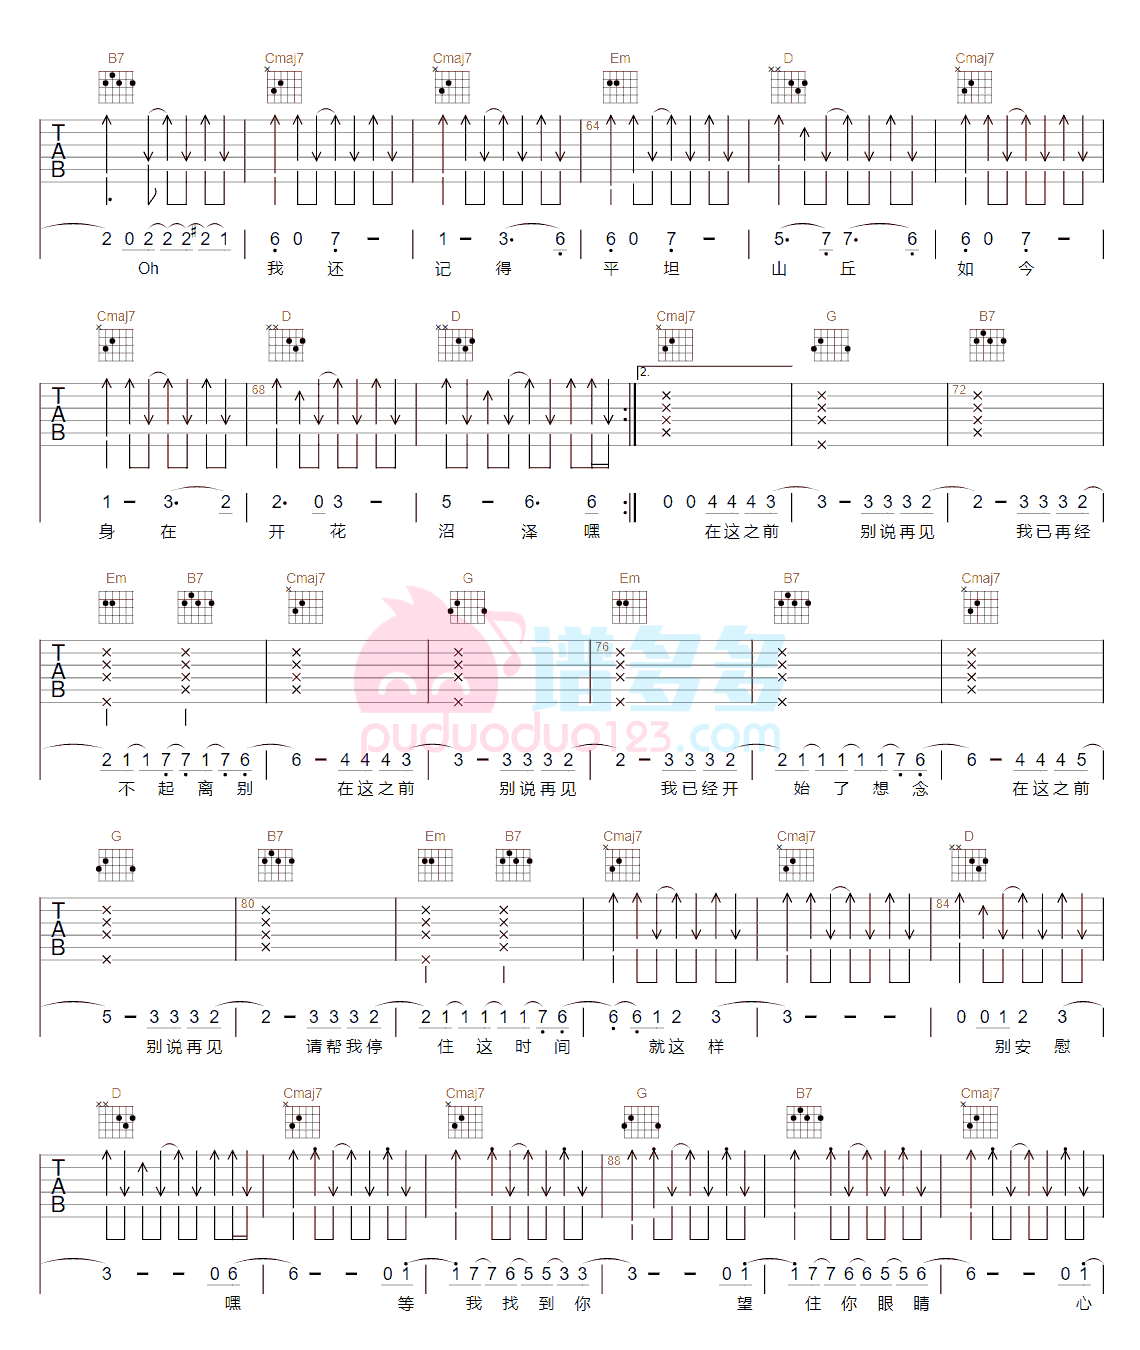 B7 Cmaj7 Cmaj7 Em D Cmaj7
64
T A B
2 0 2 2 2 #2 1 | 6 0 7 – | 1 – 3. 6 | 6 0 7 – | 5. 7 7. 6 | 6 0 7 –
Oh 我 还 记 得 平 坦 山 丘 如 今
Cmaj7 D D Cmaj7 G B7
68 2. 72
T A B
1 – 3. 2 | 2. 0 3 – | 5 – 6. 6 | 0 0 4 4 4 3 | 3 – 3 3 3 2 | 2 – 3 3 3 2
身 在 开 花 沼 泽 嘿 在这之前 别说再见 我已再经
Em B7 Cmaj7 G Em B7 Cmaj7
76
T A B
谱多多
puduoduo123.com
2 1 1 7 7 1 7 6 | 6 – 4 4 4 3 | 3 – 3 3 3 2 | 2 – 3 3 3 2 | 2 1 1 1 1 1 7 6 | 6 – 4 4 4 5
不 起 离 别 在这之前 别说再见 我已经开 始 了 想 念 在这之前
G B7 Em B7 Cmaj7 Cmaj7 D
80 84
T A B
5 – 3 3 3 2 | 2 – 3 3 3 2 | 2 1 1 1 1 1 7 6 | 6 6 1 2 3 | 3 – – – | 0 0 1 2 3
别说再见 请帮我停 住 这 时 间 就这 样 别安 慰
D Cmaj7 Cmaj7 G B7 Cmaj7
88
T A B
3 – – 0 6 | 6 – – 0 1 | 1 7 7 6 5 5 3 3 | 3 – – 0 1 | 1 7 7 6 6 5 5 6 | 6 – – 0 1
嘿 等 我 找 到 你 望 住 你 眼 睛 心